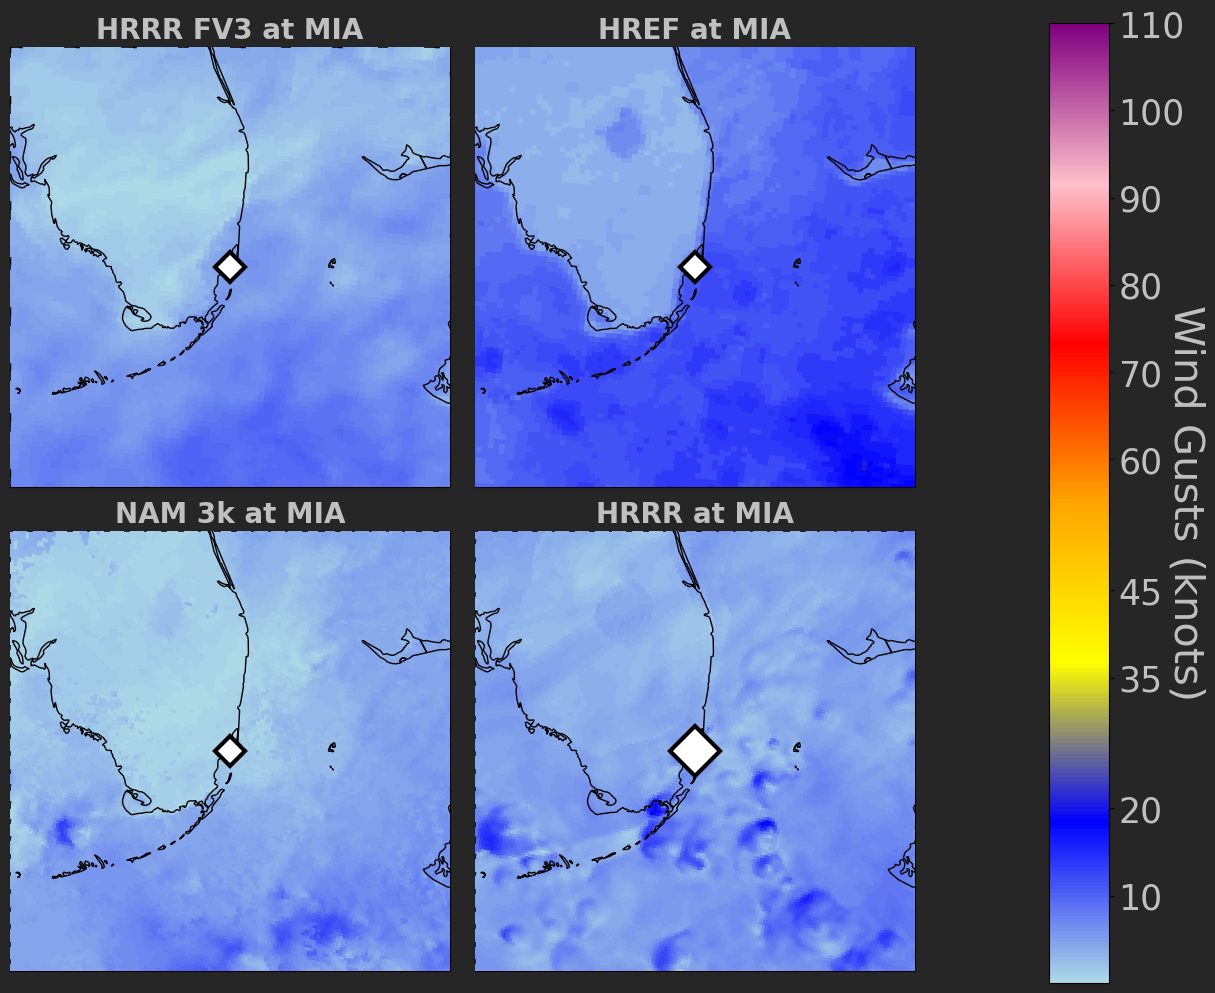 HRRR FV3 at MIA
HREF at MIA
NAM 3k at MIA
HRRR at MIA
110
100
90
80
70
60
45
35
20
10
Wind Gusts (knots)